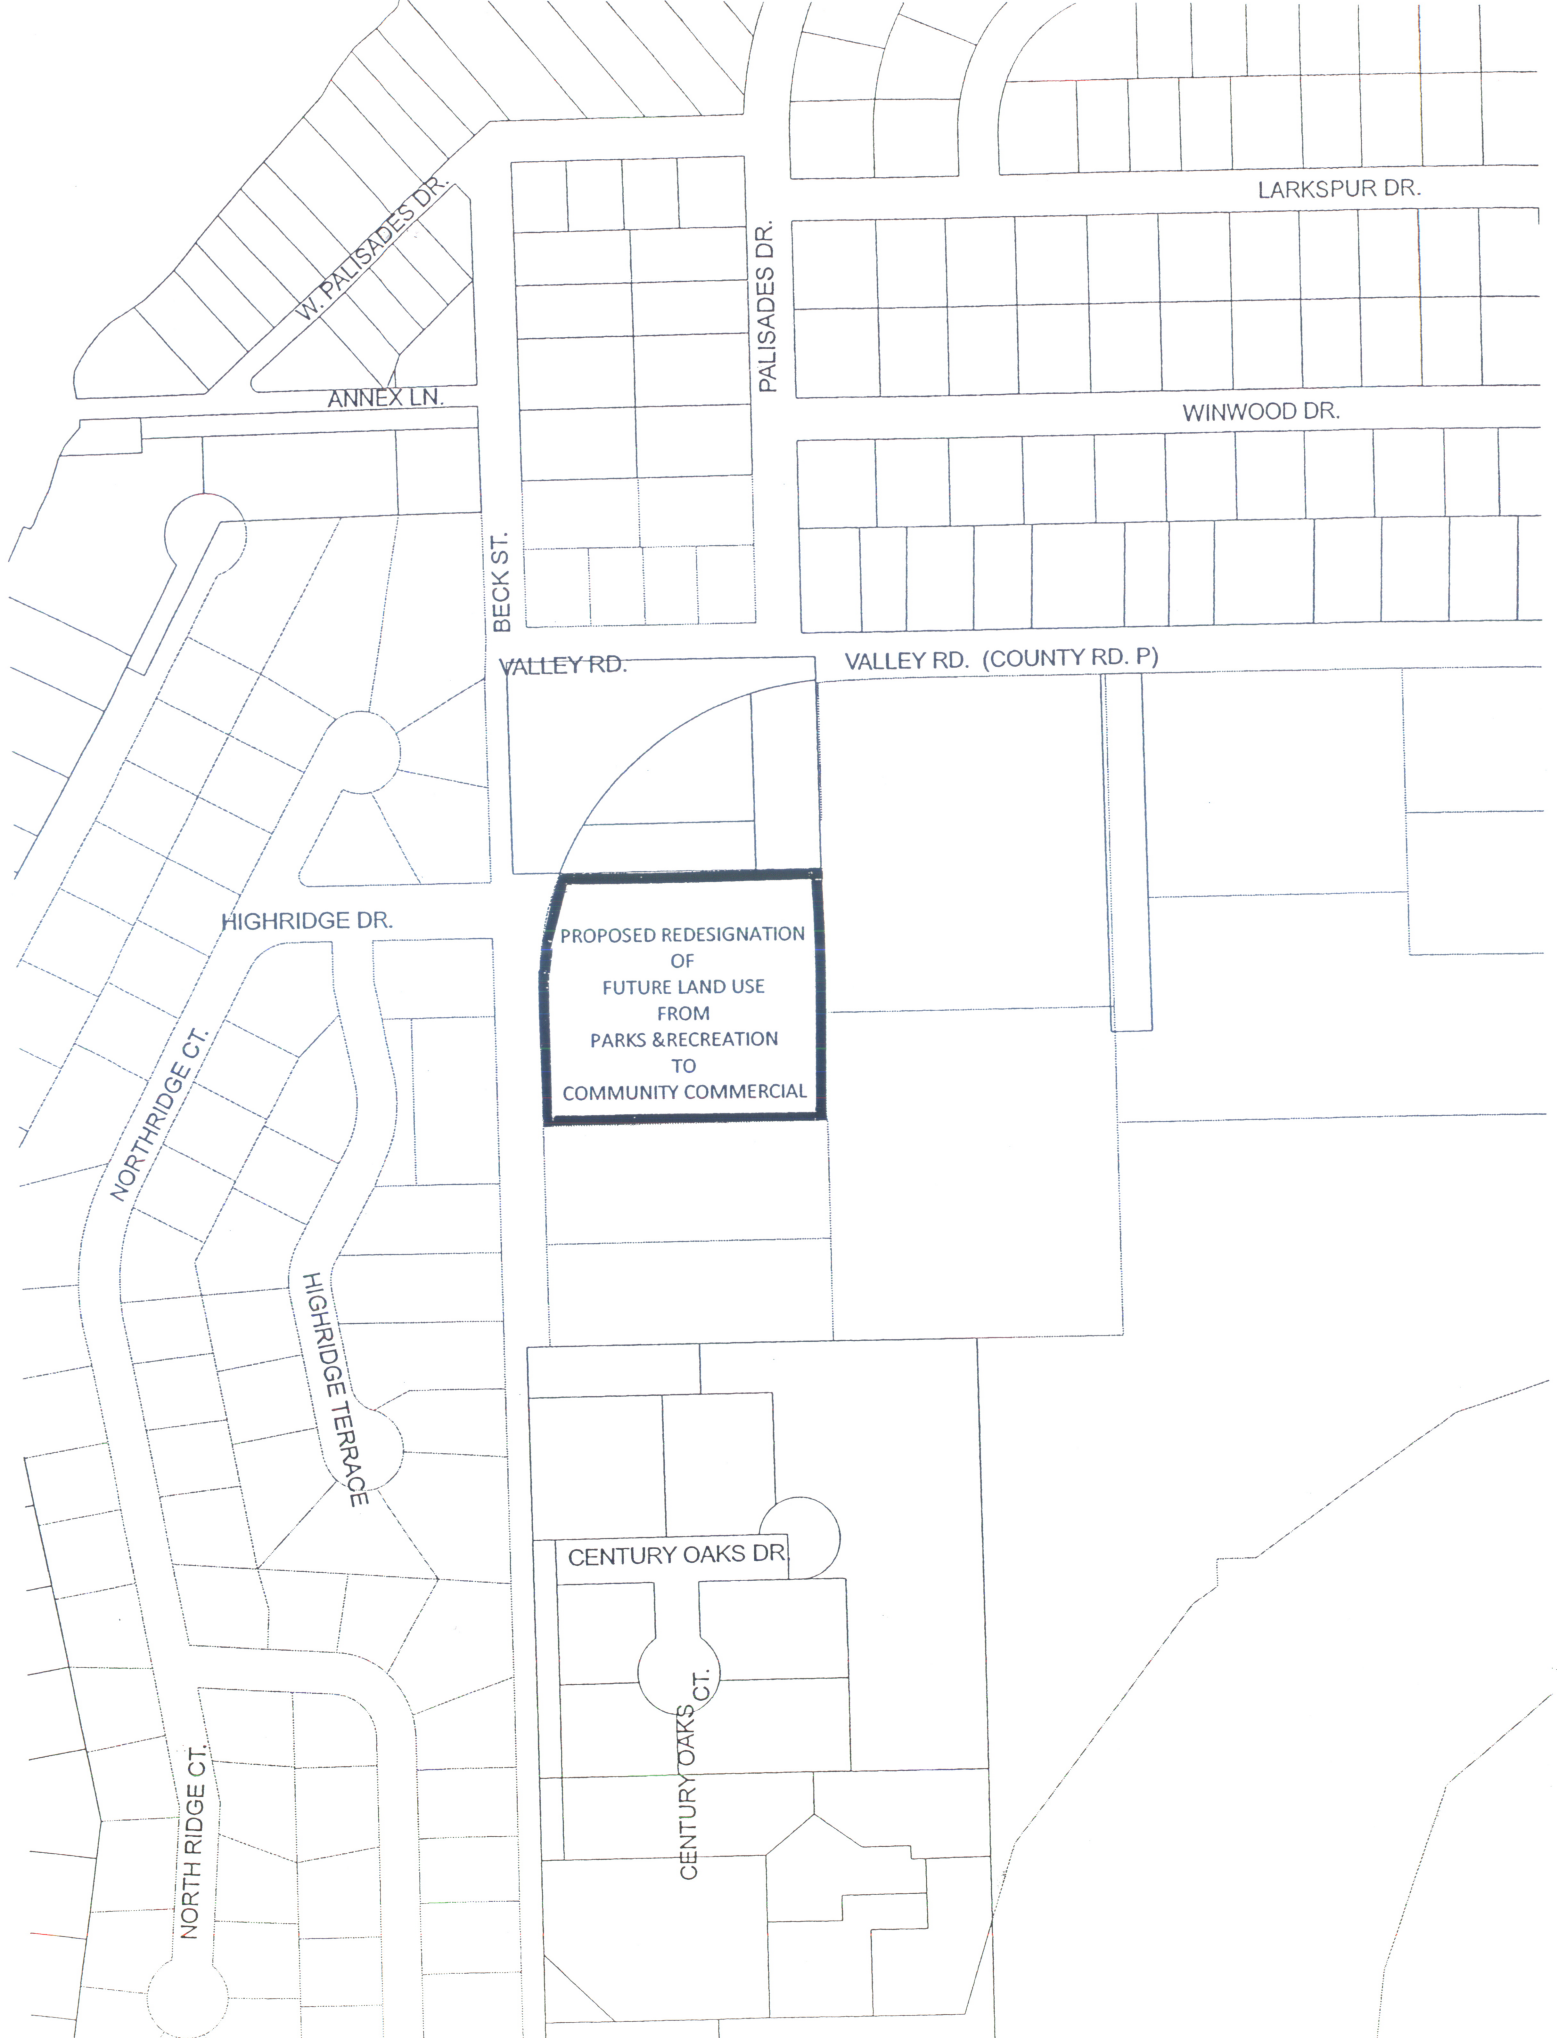 LARKSPUR DR.
W. PALISADES DR.
PALISADES DR.
ANNEX LN.
WINWOOD DR.
BECK ST.
VALLEY RD.
VALLEY RD. (COUNTY RD. P)
HIGHRIDGE DR.
PROPOSED REDESIGNATION
OF
FUTURE LAND USE
FROM
PARKS &RECREATION
TO
COMMUNITY COMMERCIAL
NORTHRIDGE CT.
HIGHRIDGE TERRACE
CENTURY OAKS DR.
CENTURY OAKS CT.
NORTH RIDGE CT.